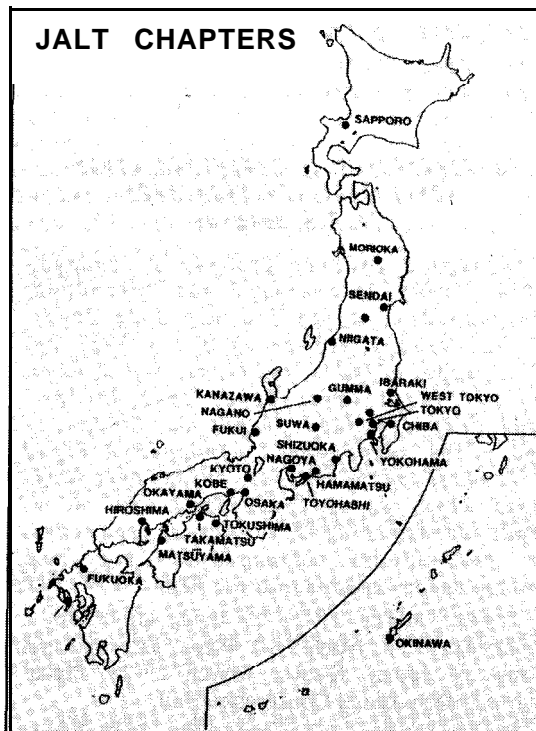 JALT CHAPTERS
SAPPORO
MORIOKA
SENDAI
NIIGATA
IBARAKI
GUMMA
WEST TOKYO
KANAZAWA
NAGANO
TOKYO
SUWA
CHIBA
FUKUI
SHIZUOKA
YOKOHAMA
NAGOYA
KYOTO
HAMAMATSU
KOBE
OKAYAMA
OSAKA
TOYOHASHI
HIROSHIMA
TOKUSHIMA
TAKAMATSU
MATSUYAMA
FUKUOKA
OKINAWA